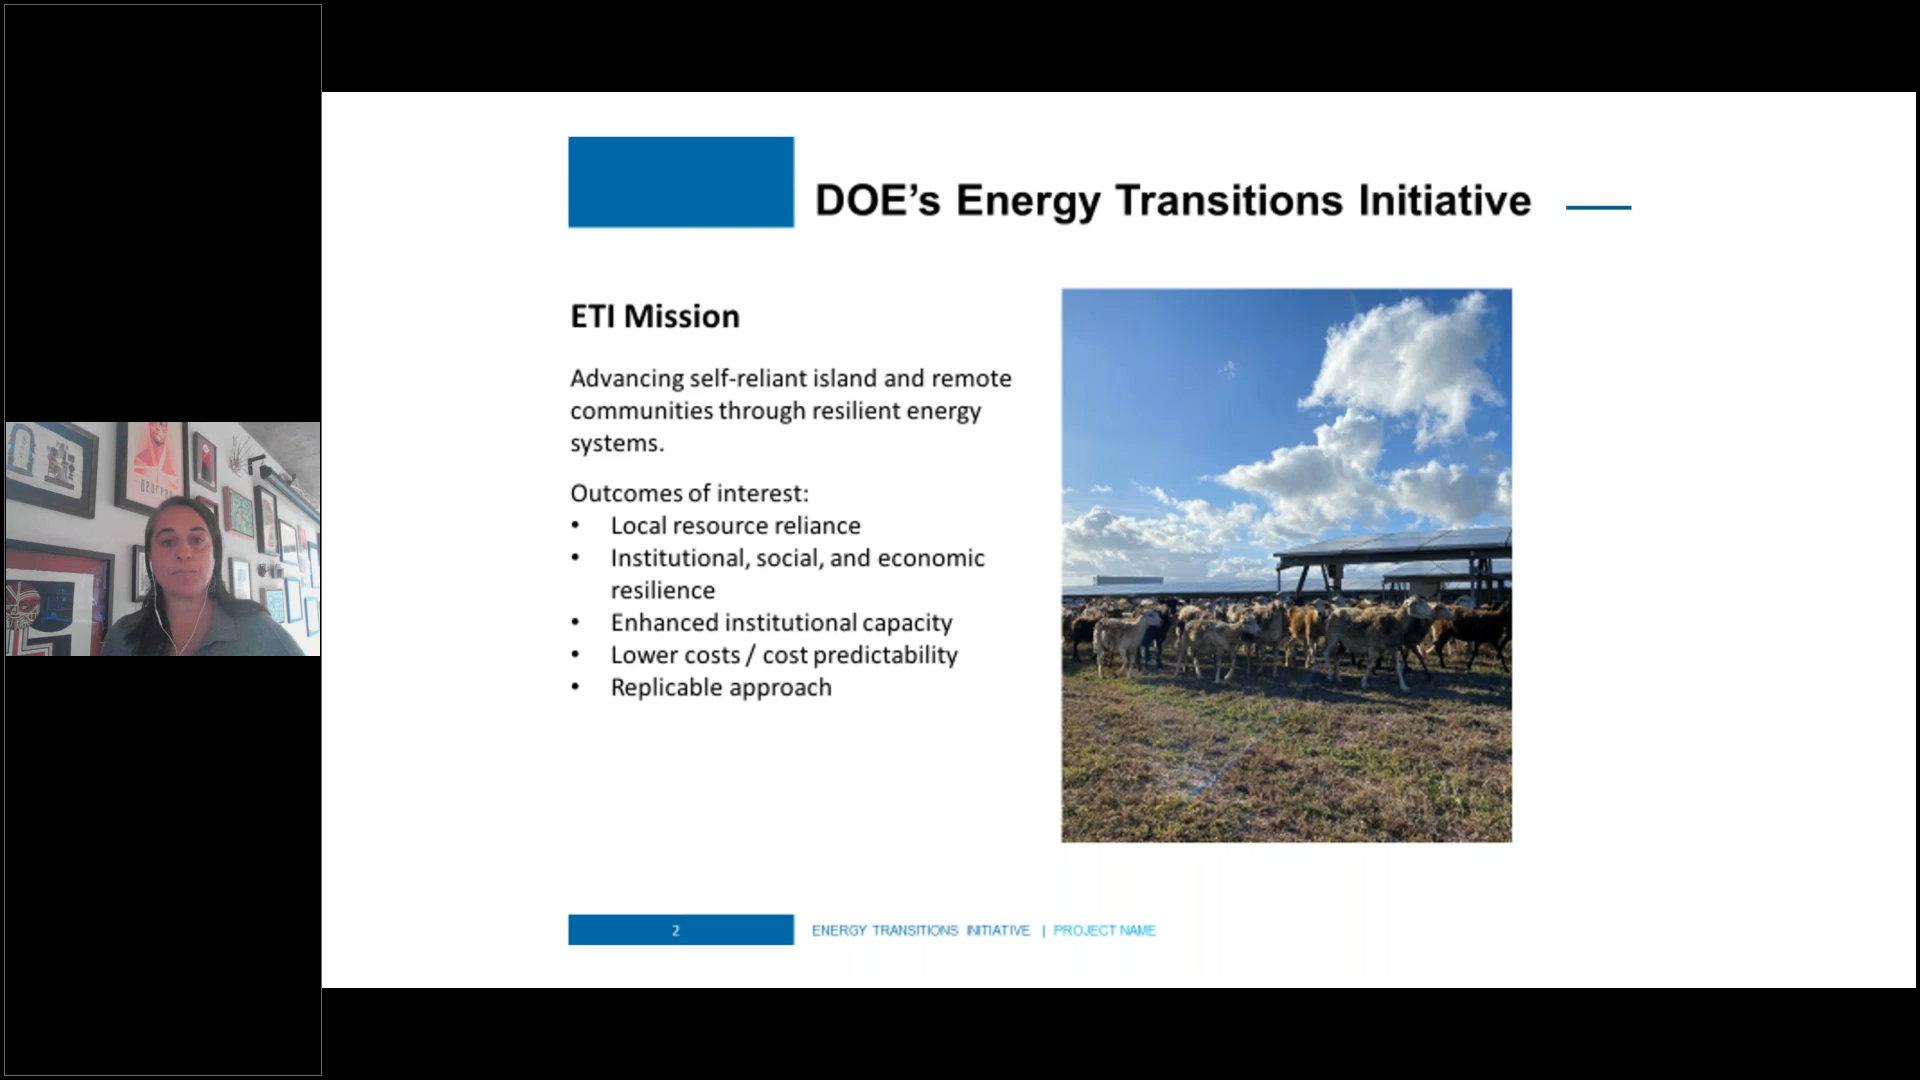 DOE’s Energy Transitions Initiative
ETI Mission
Advancing self-reliant island and remote
communities through resilient energy
systems.
Outcomes of interest:
• Local resource reliance
• Institutional, social, and economic
resilience
• Enhanced institutional capacity
• Lower costs / cost predictability
• Replicable approach
2
ENERGY TRANSITIONS INITIATIVE | PROJECT NAME